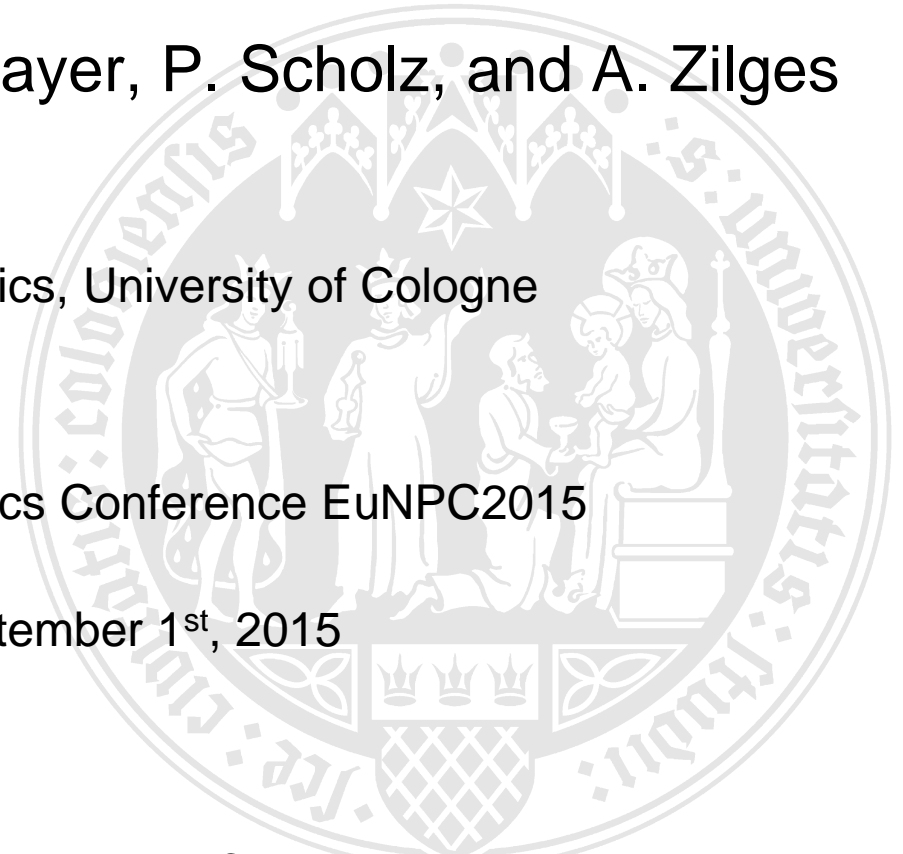 ayer, P. Scholz, and A. Zilges
ics, University of Cologne
cs Conference EuNPC2015
tember 1st, 2015